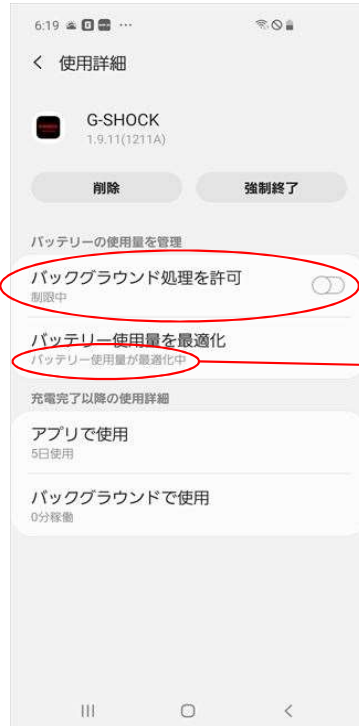 6:19
使用詳細
G-SHOCK
1.9.11(1211A)
削除
強制終了
バッテリーの使用量を管理
バックグラウンド処理を許可
制限中
バッテリー使用量を最適化
バッテリー使用量が最適化中
充電完了以降の使用詳細
アプリで使用
5日使用
バックグラウンドで使用
0分稼働